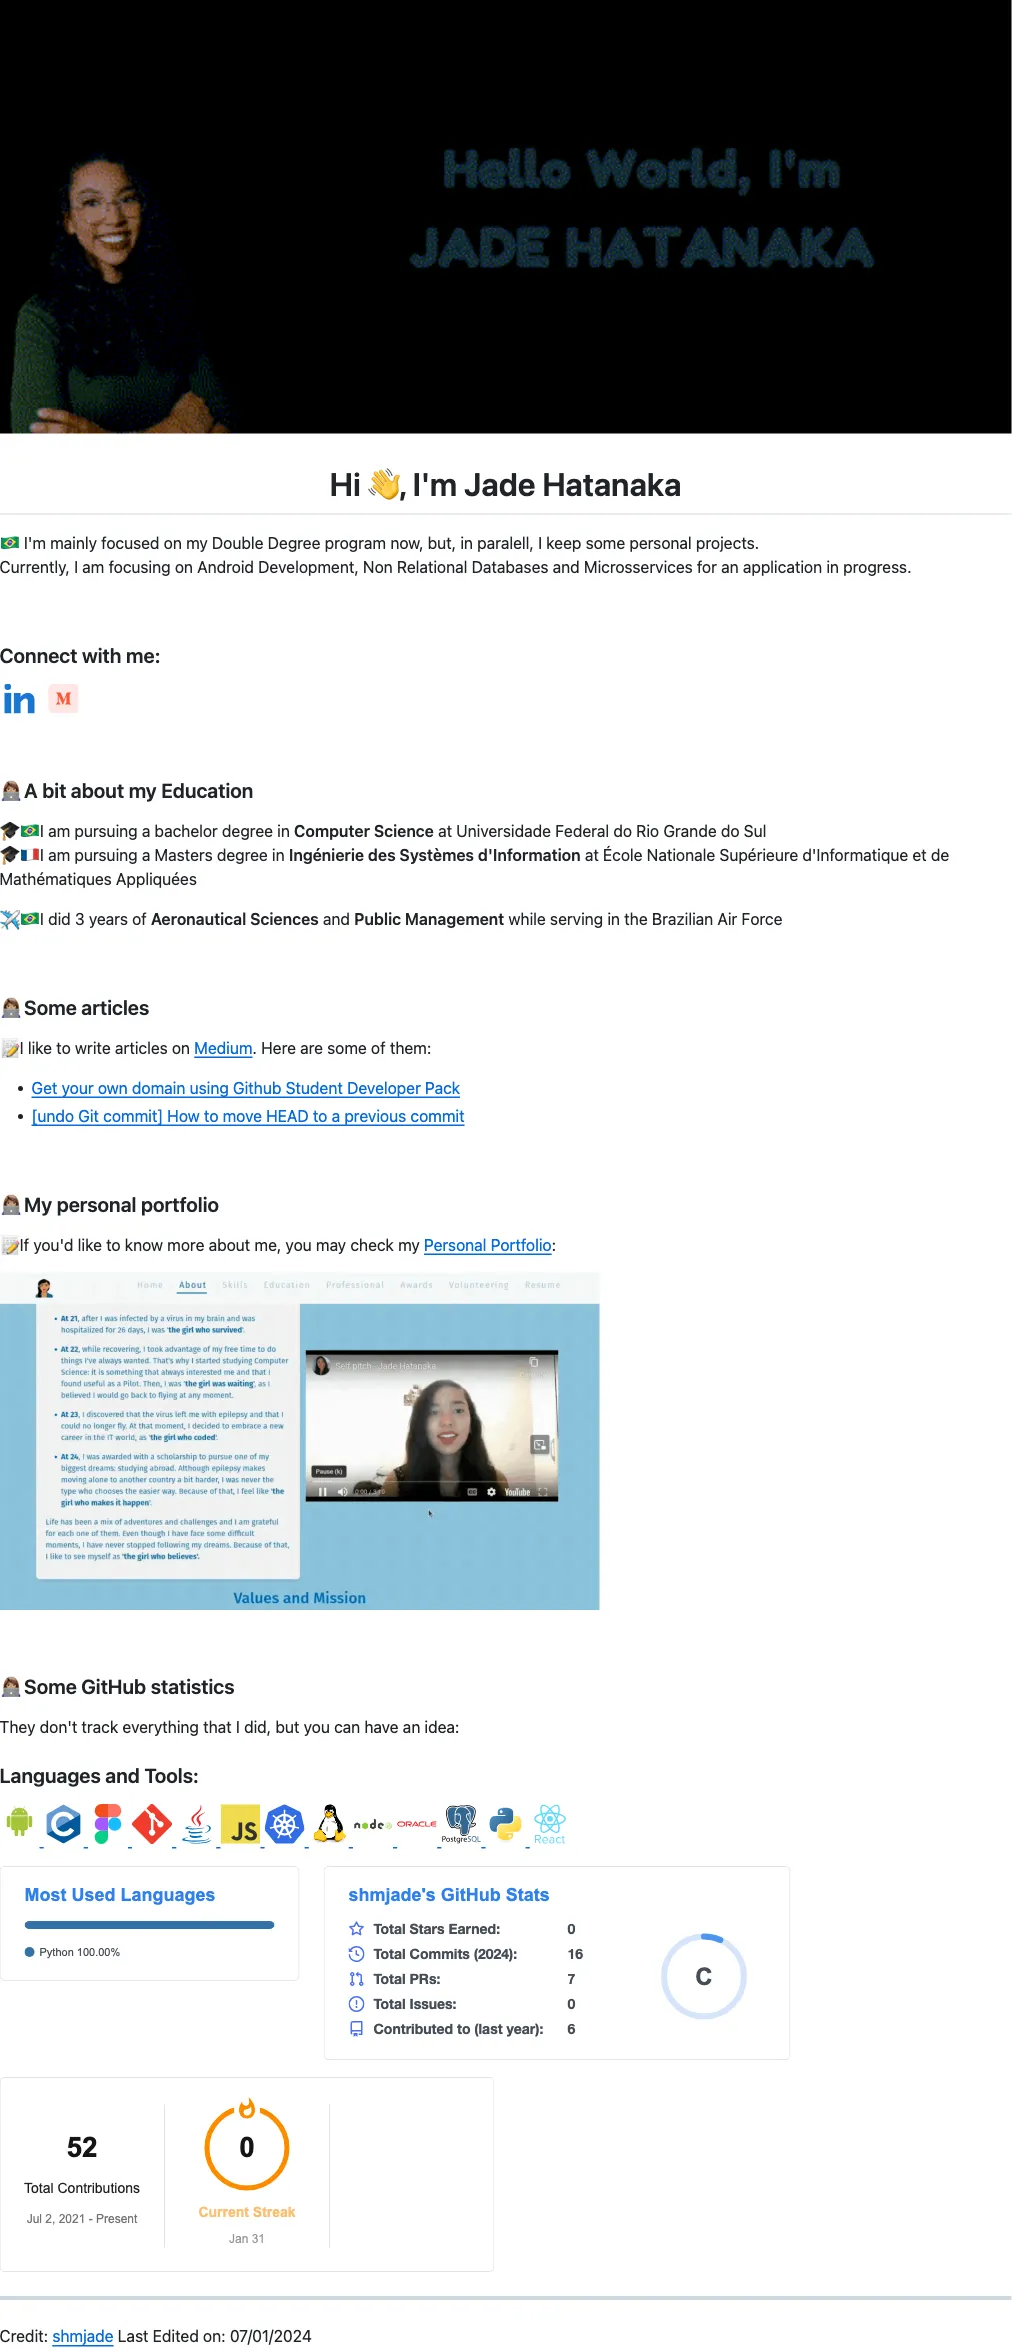 Hello World, I'm
JADE HATANAKA
Hi 👋, I'm Jade Hatanaka
🇧🇷 I'm mainly focused on my Double Degree program now, but, in paralell, I keep some personal projects.
Currently, I am focusing on Android Development, Non Relational Databases and Microsservices for an application in progress.
Connect with me:
in M
👩🏽‍💻 A bit about my Education
🎓🇧🇷I am pursuing a bachelor degree in Computer Science at Universidade Federal do Rio Grande do Sul
🎓🇫🇷I am pursuing a Masters degree in Ingénierie des Systèmes d'Information at École Nationale Supérieure d'Informatique et de
Mathématiques Appliquées
✈️🇧🇷I did 3 years of Aeronautical Sciences and Public Management while serving in the Brazilian Air Force
👩🏽‍💻 Some articles
📝I like to write articles on Medium. Here are some of them:
• Get your own domain using Github Student Developer Pack
• [undo Git commit] How to move HEAD to a previous commit
👩🏽‍💻 My personal portfolio
📝If you'd like to know more about me, you may check my Personal Portfolio:
Home About Skills Education Professional Awards Volunteering Resume
• At 21, after I was infected by a virus in my brain and was
hospitalized for 26 days, I was 'the girl who survived'.
• At 22, while recovering, I took advantage of my free time to do
things I've always wanted. That's why I started studying Computer
Science: it is something that always interested me and that I
found useful as a Pilot. Then, I was 'the girl who was waiting', as I
believed I would go back to flying at any moment.
• At 23, I discovered that the virus left me with epilepsy and that I
could no longer fly. At that moment, I decided to embrace a new
career in the IT world, as 'the girl who coded'.
• At 24, I was awarded with a scholarship to pursue one of my
biggest dreams: studying abroad. Although epilepsy makes
moving alone to another country a bit harder, I was never the
type who chooses the easier way. Because of that, I feel like 'the
girl who makes it happen'.
Life has been a mix of adventures and challenges and I am grateful
for each one of them. Even though I have face some difficult
moments, I have never stopped following my dreams. Because of that,
I like to see myself as 'the girl who believes'.
Self pitch - Jade Hatanaka
Pause (k)
YouTube
Values and Mission
👩🏽‍💻 Some GitHub statistics
They don't track everything that I did, but you can have an idea:
Languages and Tools:
C JS node ORACLE PostgreSQL React
Most Used Languages
Python 100.00%
shmjade's GitHub Stats
Total Stars Earned: 0
Total Commits (2024): 16
Total PRs: 7
Total Issues: 0
Contributed to (last year): 6
C
52
Total Contributions
Jul 2, 2021 - Present
0
Current Streak
Jan 31
Credit: shmjade Last Edited on: 07/01/2024